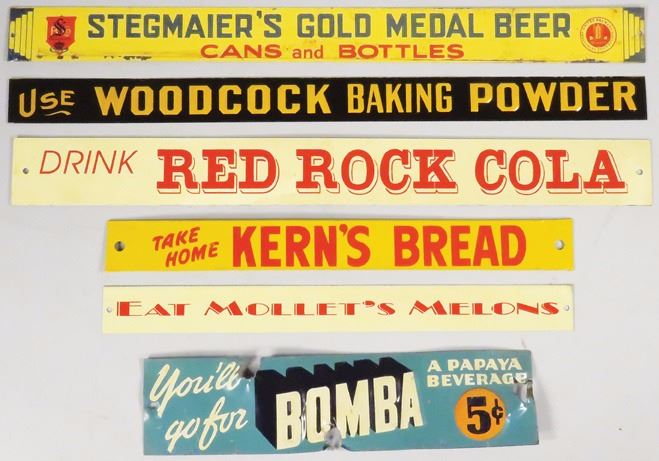 STEGMAIER'S GOLD MEDAL BEER
CANS and BOTTLES
USE WOODCOCK BAKING POWDER
DRINK RED ROCK COLA
TAKE HOME KERN'S BREAD
EAT MOLLET'S MELONS
You'll go for BOMBA
A PAPAYA BEVERAGE
5¢